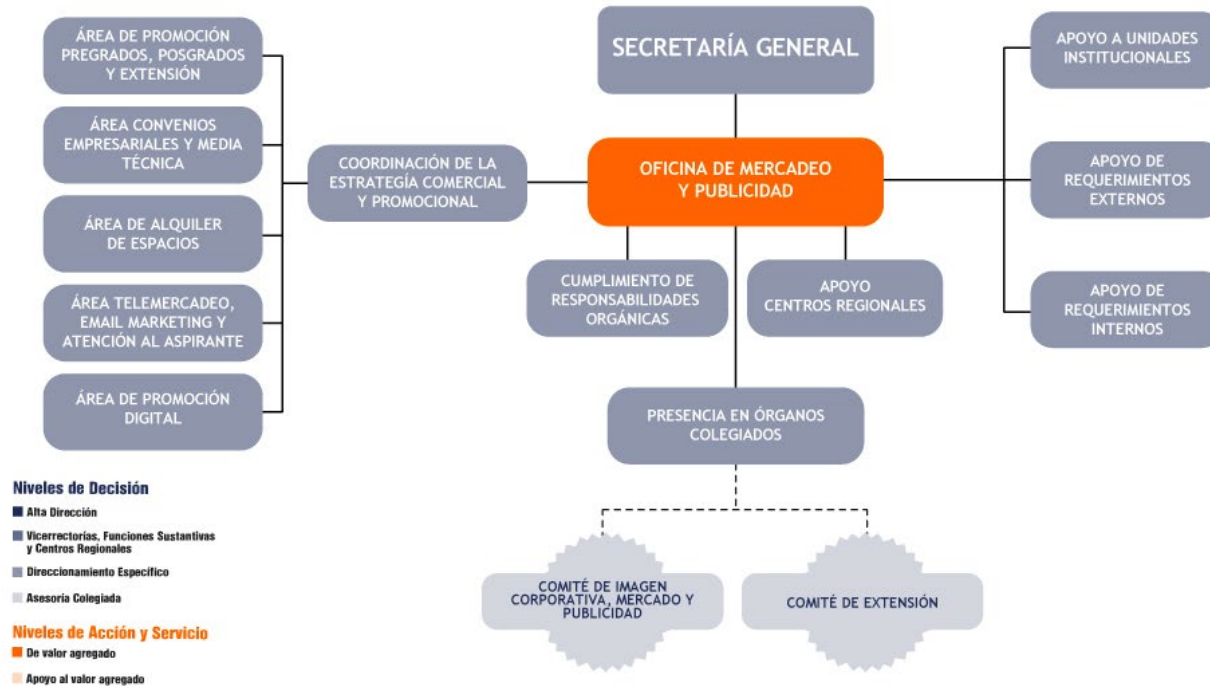 ÁREA DE PROMOCIÓN
PREGRADOS, POSGRADOS
Y EXTENSIÓN
ÁREA CONVENIOS
EMPRESARIALES Y MEDIA
TÉCNICA
ÁREA DE ALQUILER
DE ESPACIOS
ÁREA TELEMERCADEO,
EMAIL MARKETING Y
ATENCIÓN AL ASPIRANTE
ÁREA DE PROMOCIÓN
DIGITAL
COORDINACIÓN DE LA
ESTRATEGÍA COMERCIAL
Y PROMOCIONAL
SECRETARÍA GENERAL
OFICINA DE MERCADEO
Y PUBLICIDAD
CUMPLIMIENTO DE
RESPONSABILIDADES
ORGÁNICAS
APOYO
CENTROS REGIONALES
PRESENCIA EN ÓRGANOS
COLEGIADOS
COMITÉ DE IMAGEN
CORPORATIVA, MERCADO Y
PUBLICIDAD
COMITÉ DE EXTENSIÓN
APOYO A UNIDADES
INSTITUCIONALES
APOYO DE
REQUERIMIENTOS
EXTERNOS
APOYO DE
REQUERIMIENTOS
INTERNOS
Niveles de Decisión
Alta Dirección
Vicerrectorías, Funciones Sustantivas
y Centros Regionales
Direccionamiento Específico
Asesoría Colegiada
Niveles de Acción y Servicio
De valor agregado
Apoyo al valor agregado